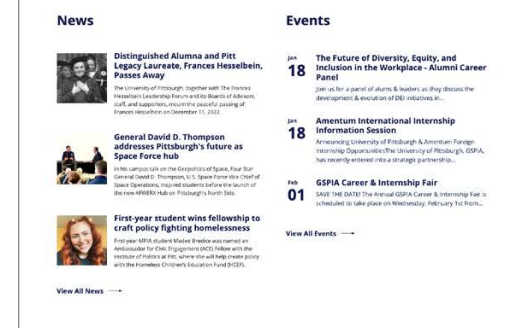 News
Distinguished Alumna and Pitt
Legacy Laureate, Frances Hesselbein,
Passes Away
The University of Pittsburgh, together with The Frances
Hesselbein Leadership Forum and its Boards of Advisors,
staff, and supporters, mourn the peaceful passing of
Frances Hesselbein on December 11, 2022.
General David D. Thompson
addresses Pittsburgh's future as
Space Force hub
In his campus talk on the Geopolitics of Space, Four Star
General David D. Thompson, U.S. Space Force Vice Chief of
Space Operations, inspired students before the launch of
the new AFWERX Hub on Pittsburgh's North Side.
First-year student wins fellowship to
craft policy fighting homelessness
First-year MPIA student Madee Bredice was named an
Ambassador for Civic Engagement (ACE) Fellow with the
Institute of Politics at Pitt, where she will help create policy
with the Homeless Children's Education Fund (HCEF).
View All News
Events
Jan
18
The Future of Diversity, Equity, and
Inclusion in the Workplace - Alumni Career
Panel
Join us for a panel of alums & leaders as they discuss the
development & evolution of DEI initiatives in...
Jan
18
Amentum International Internship
Information Session
Announcing University of Pittsburgh & Amentum Foreign
Internship OpportunitiesThe University of Pittsburgh, GSPIA,
has recently entered into a strategic partnership...
Feb
01
GSPIA Career & Internship Fair
SAVE THE DATE! The Annual GSPIA Career & Internship Fair is
scheduled to take place on Wednesday, February 1st from...
View All Events